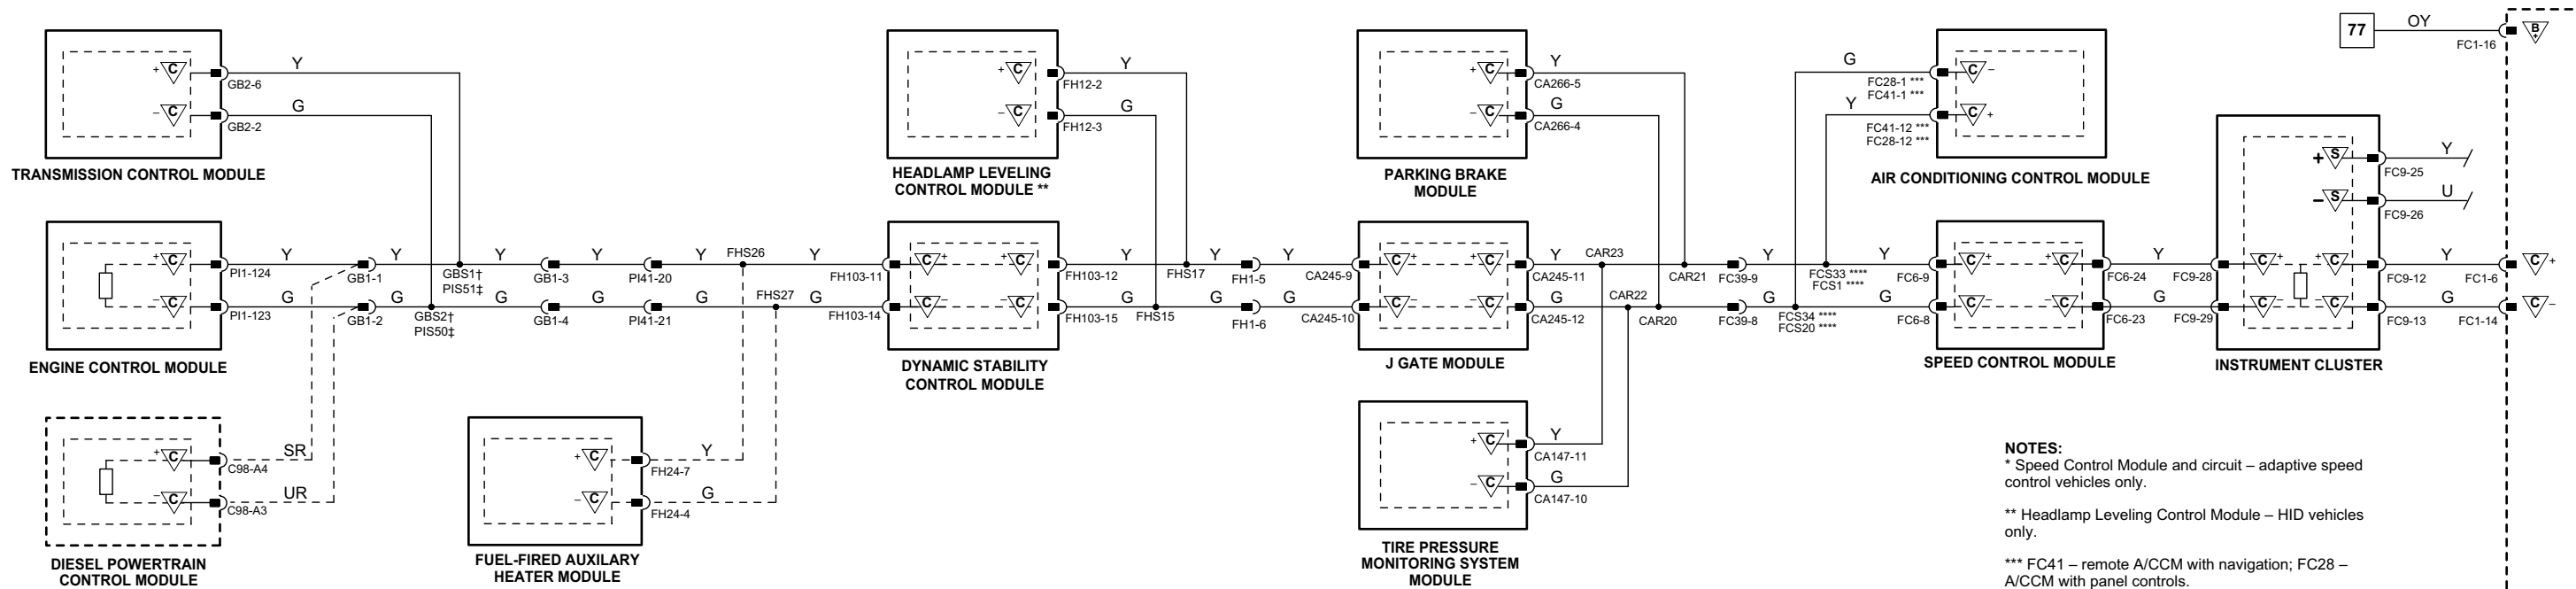 77
OY
FC1-16
B
+
+ C
Y
GB2-6
– C
G
GB2-2
TRANSMISSION CONTROL MODULE
+ C
Y
FH12-2
– C
G
FH12-3
HEADLAMP LEVELING
CONTROL MODULE **
+ C
Y
CA266-5
– C
G
CA266-4
PARKING BRAKE
MODULE
G
FC28-1 ***
FC41-1 ***
C –
Y
FC41-12 ***
FC28-12 ***
C +
AIR CONDITIONING CONTROL MODULE
+ S
Y
FC9-25
– S
U
FC9-26
+ C
PI1-124
Y
GB1-1
Y
GBS1†
PIS51‡
Y
GB1-3
Y
PI41-20
Y
FHS26
Y
FH103-11
C +
C +
FH103-12
Y
FHS17
Y
FH1-5
Y
CA245-9
C +
C +
CA245-11
Y
CAR23
CAR21
FC39-9
Y
FCS33 ****
FCS1 ****
Y
FC6-9
C +
+ C
FC6-24
Y
FC9-28
C +
+ C
FC9-12
Y
FC1-6
C +
– C
PI1-123
G
GB1-2
G
GBS2†
PIS50‡
G
GB1-4
G
PI41-21
G
FHS27
G
FH103-14
C –
– C
FH103-15
G
FHS15
G
FH1-6
G
CA245-10
C –
– C
CA245-12
G
CAR22
CAR20
FC39-8
G
FCS34 ****
FCS20 ****
G
FC6-8
C –
– C
FC6-23
G
FC9-29
C –
– C
FC9-13
G
FC1-14
C –
ENGINE CONTROL MODULE
DYNAMIC STABILITY
CONTROL MODULE
J GATE MODULE
SPEED CONTROL MODULE
INSTRUMENT CLUSTER
+ C
SR
C98-A4
– C
UR
C98-A3
DIESEL POWERTRAIN
CONTROL MODULE
+ C
Y
FH24-7
– C
G
FH24-4
FUEL-FIRED AUXILARY
HEATER MODULE
+ C
Y
CA147-11
– C
G
CA147-10
TIRE PRESSURE
MONITORING SYSTEM
MODULE
NOTES:
* Speed Control Module and circuit – adaptive speed
control vehicles only.
** Headlamp Leveling Control Module – HID vehicles
only.
*** FC41 – remote A/CCM with navigation; FC28 –
A/CCM with panel controls.